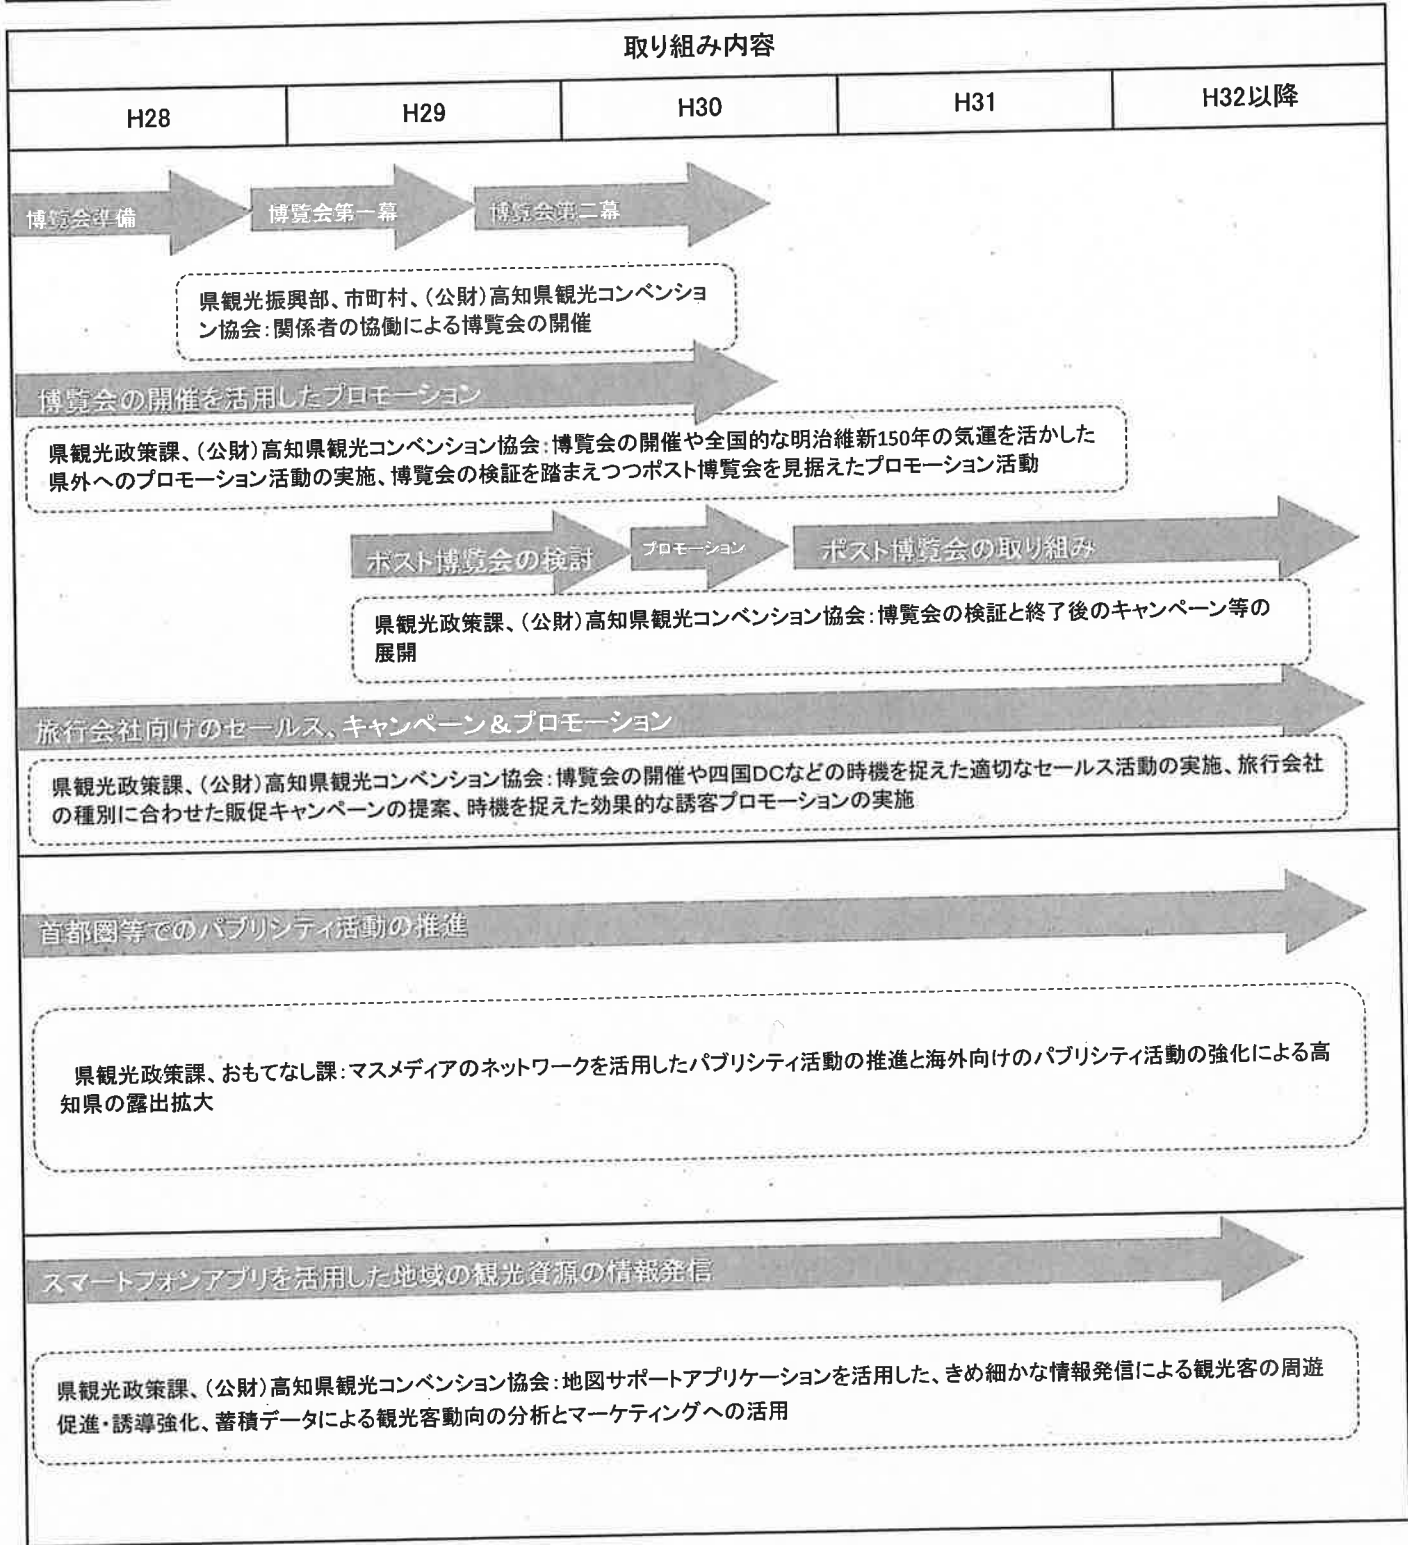 取り組み内容
H28
H29
H30
H31
H32以降
博覧会準備
博覧会第一幕
博覧会第二幕
県観光振興部、市町村、(公財)高知県観光コンベンショ
ン協会:関係者の協働による博覧会の開催
博覧会の開催を活用したプロモーション
県観光政策課、(公財)高知県観光コンベンション協会:博覧会の開催や全国的な明治維新150年の気運を活かした
県外へのプロモーション活動の実施、博覧会の検証を踏まえつつポスト博覧会を見据えたプロモーション活動
ポスト博覧会の検討
プロモーション
ポスト博覧会の取り組み
県観光政策課、(公財)高知県観光コンベンション協会:博覧会の検証と終了後のキャンペーン等の
展開
旅行会社向けのセールス、キャンペーン&プロモーション
県観光政策課、(公財)高知県観光コンベンション協会:博覧会の開催や四国DCなどの時機を捉えた適切なセールス活動の実施、旅行会社
の種別に合わせた販促キャンペーンの提案、時機を捉えた効果的な誘客プロモーションの実施
首都圏等でのパブリシティ活動の推進
県観光政策課、おもてなし課:マスメディアのネットワークを活用したパブリシティ活動の推進と海外向けのパブリシティ活動の強化による高
知県の露出拡大
スマートフォンアプリを活用した地域の観光資源の情報発信
県観光政策課、(公財)高知県観光コンベンション協会:地図サポートアプリケーションを活用した、きめ細かな情報発信による観光客の周遊
促進・誘導強化、蓄積データによる観光客動向の分析とマーケティングへの活用